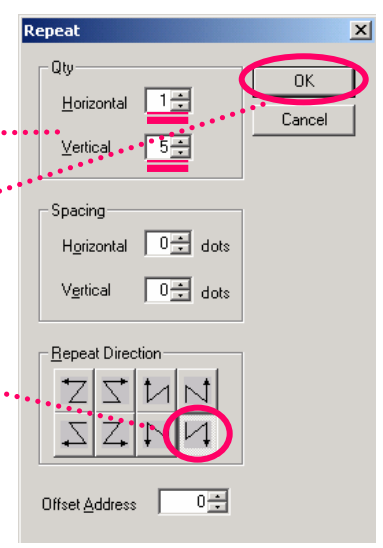 Repeat
Qty
OK
Horizontal 1
Cancel
Vertical 5
Spacing
Horizontal 0 dots
Vertical 0 dots
Repeat Direction
Offset Address 0